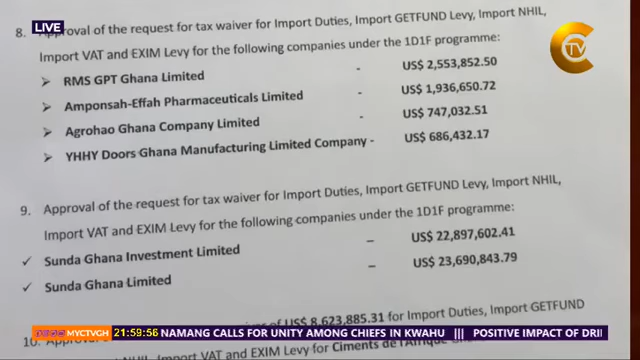 LIVE
CTV
8. Approval of the request for tax waiver for Import Duties, Import GETFUND Levy, Import NHIL,
Import VAT and EXIM Levy for the following companies under the 1D1F programme:
➢ RMS GPT Ghana Limited - US$ 2,553,852.50
➢ Amponsah-Effah Pharmaceuticals Limited - US$ 1,936,650.72
➢ Agrohao Ghana Company Limited - US$ 747,032.51
➢ YHHY Doors Ghana Manufacturing Limited Company - US$ 686,432.17
9. Approval of the request for tax waiver for Import Duties, Import GETFUND Levy, Import NHIL,
Import VAT and EXIM Levy for the following companies under the 1D1F programme:
✓ Sunda Ghana Investment Limited – US$ 22,897,602.41
✓ Sunda Ghana Limited – US$ 23,690,843.79
10. of US$ 8,623,885.31 for Import Duties, Import GETFUND
Import VAT and EXIM Levy for Ciments de l'Afrique
MYCTVGH 21:59:56 NAMANG CALLS FOR UNITY AMONG CHIEFS IN KWAHU ||| POSITIVE IMPACT OF DRI